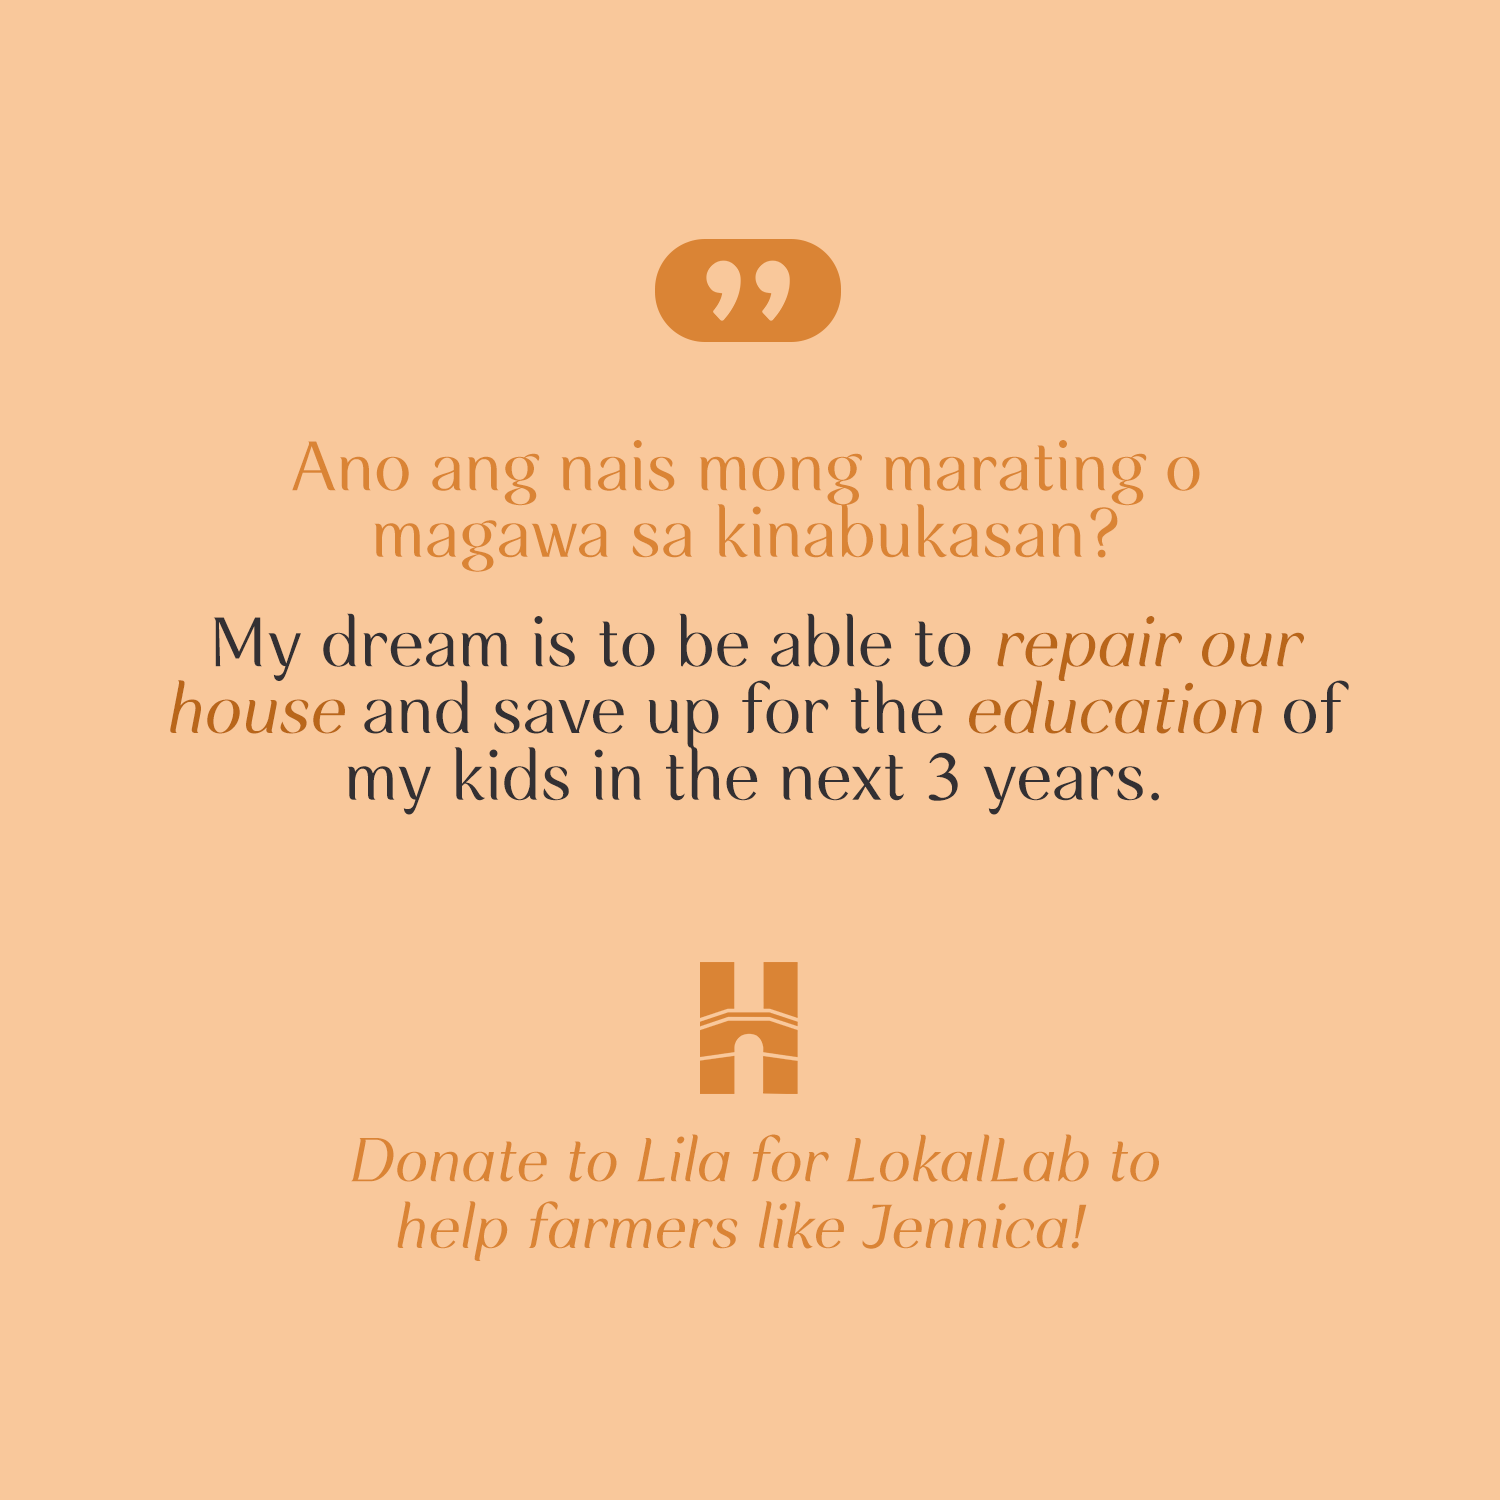 Ano ang nais mong marating o
magawa sa kinabukasan?
My dream is to be able to repair our
house and save up for the education of
my kids in the next 3 years.
H
Donate to Lila for LokalLab to
help farmers like Jennica!